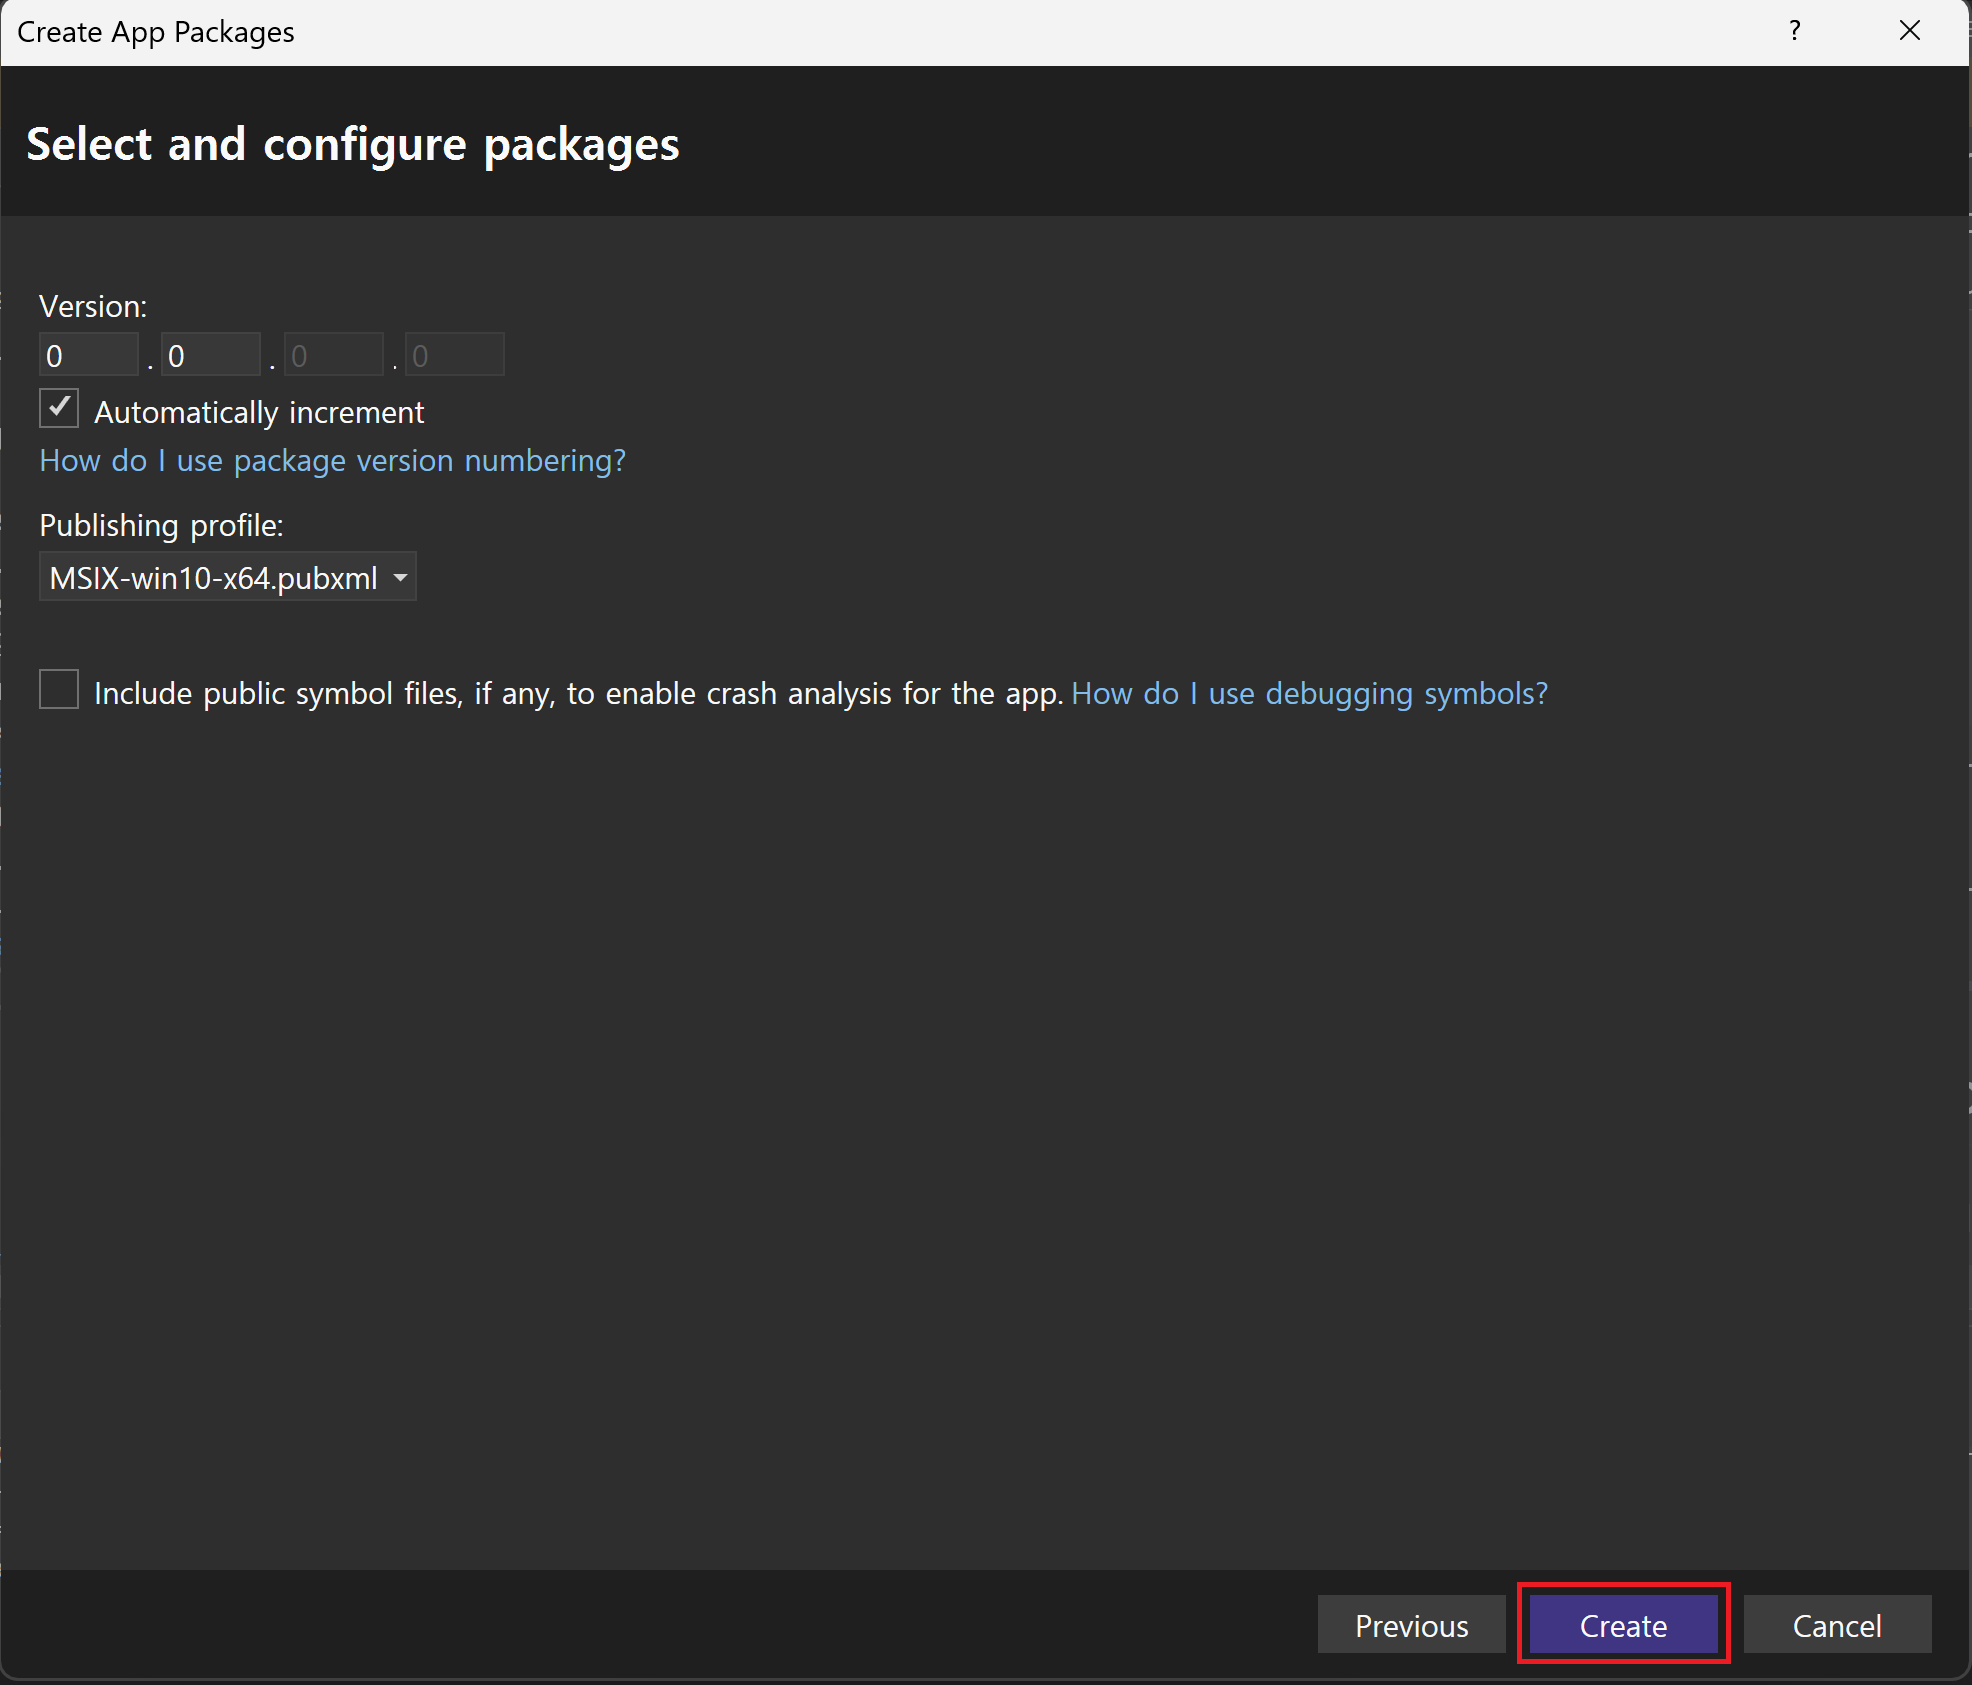 Create App Packages ?
Select and configure packages
Version:
0 . 0 . 0 . 0
Automatically increment
How do I use package version numbering?
Publishing profile:
MSIX-win10-x64.pubxml
Include public symbol files, if any, to enable crash analysis for the app. How do I use debugging symbols?
Previous Create Cancel